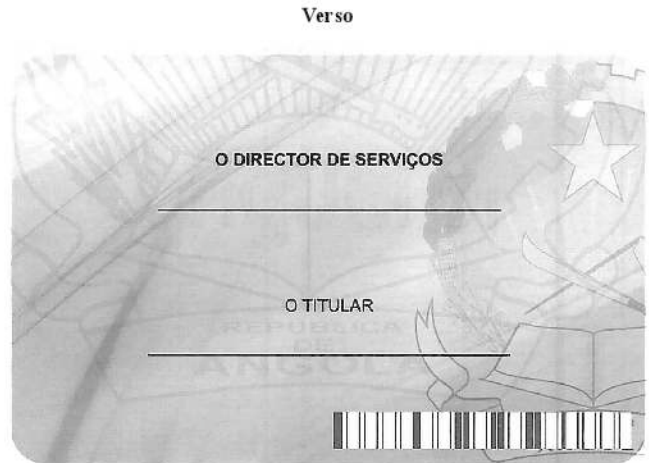 Verso
O DIRECTOR DE SERVIÇOS
O TITULAR
REPÚBLICA
DE
ANGOLA